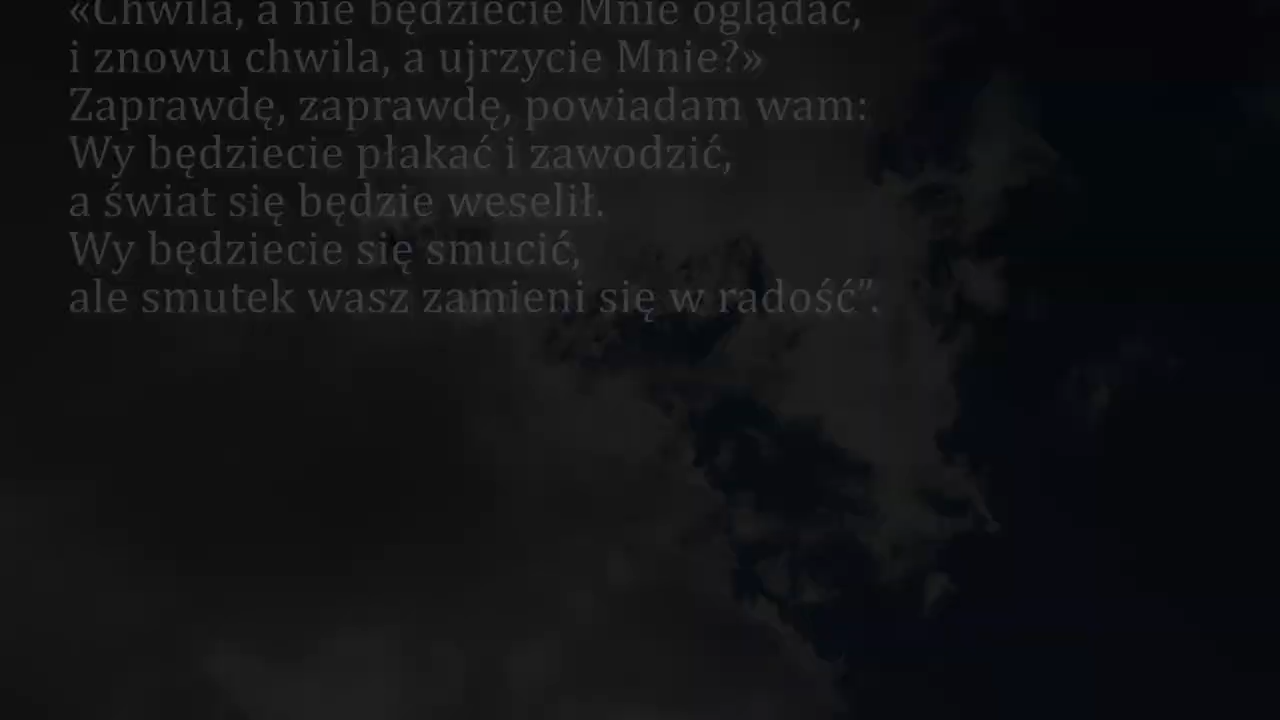 «Chwila, a nie będziecie Mnie oglądać,
i znowu chwila, a ujrzycie Mnie?»
Zaprawdę, zaprawdę, powiadam wam:
Wy będziecie płakać i zawodzić,
a świat się będzie weselił.
Wy będziecie się smucić,
ale smutek wasz zamieni się w radość”.